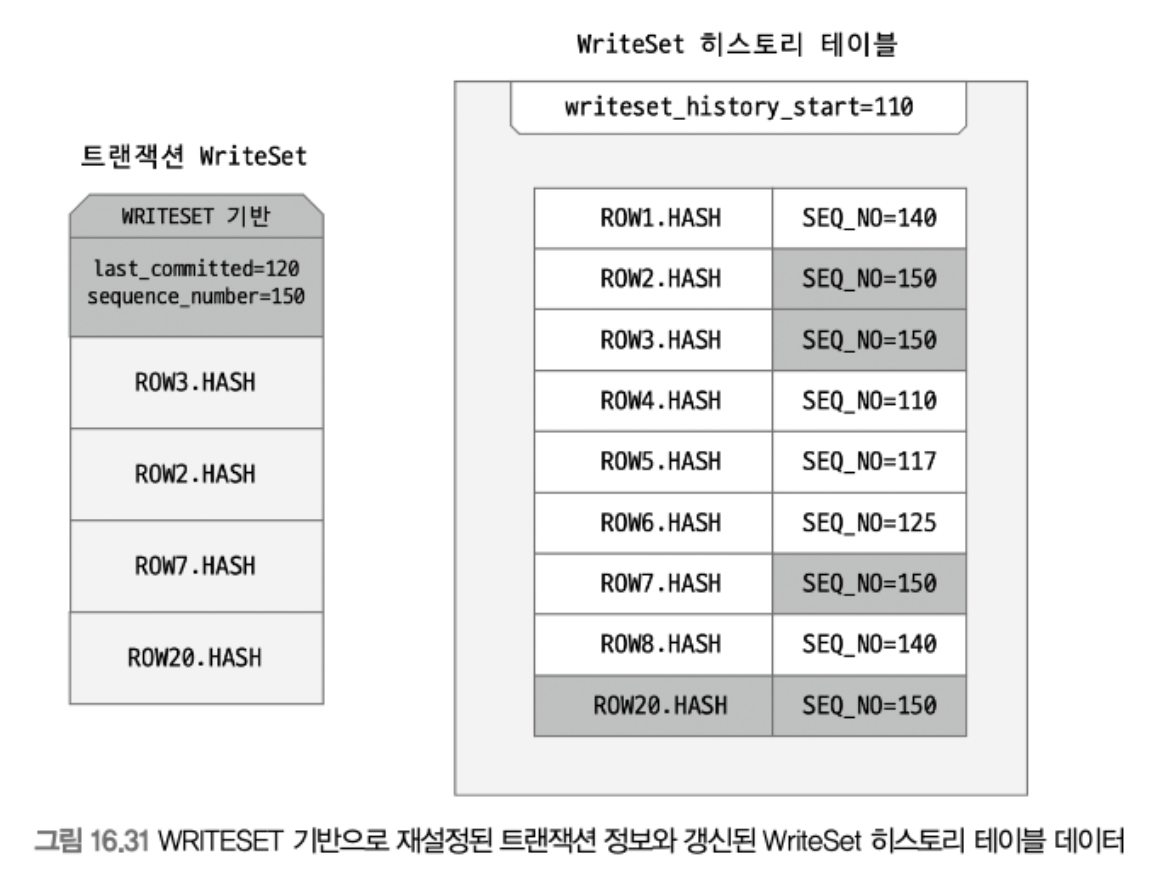 WriteSet 히스토리 테이블
writeset_history_start=110
트랜잭션 WriteSet
WRITESET 기반
last_committed=120
sequence_number=150
ROW3.HASH
ROW2.HASH
ROW7.HASH
ROW20.HASH
ROW1.HASH SEQ_NO=140
ROW2.HASH SEQ_NO=150
ROW3.HASH SEQ_NO=150
ROW4.HASH SEQ_NO=110
ROW5.HASH SEQ_NO=117
ROW6.HASH SEQ_NO=125
ROW7.HASH SEQ_NO=150
ROW8.HASH SEQ_NO=140
ROW20.HASH SEQ_NO=150
그림 16.31 WRITESET 기반으로 재설정된 트랜잭션 정보와 갱신된 WriteSet 히스토리 테이블 데이터